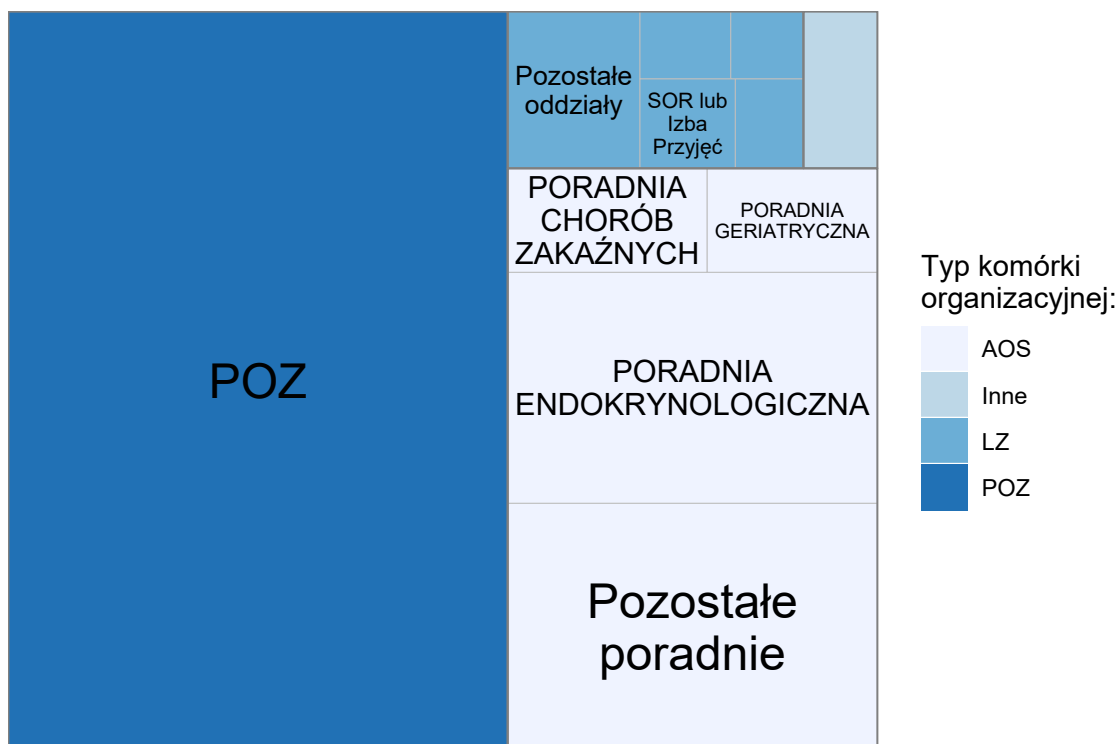 POZ
Pozostałe
oddziały
SOR lub
Izba
Przyjęć
PORADNIA
CHORÓB
ZAKAŹNYCH
PORADNIA
GERIATRYCZNA
PORADNIA
ENDOKRYNOLOGICZNA
Pozostałe
poradnie
Typ komórki
organizacyjnej:
AOS
Inne
LZ
POZ